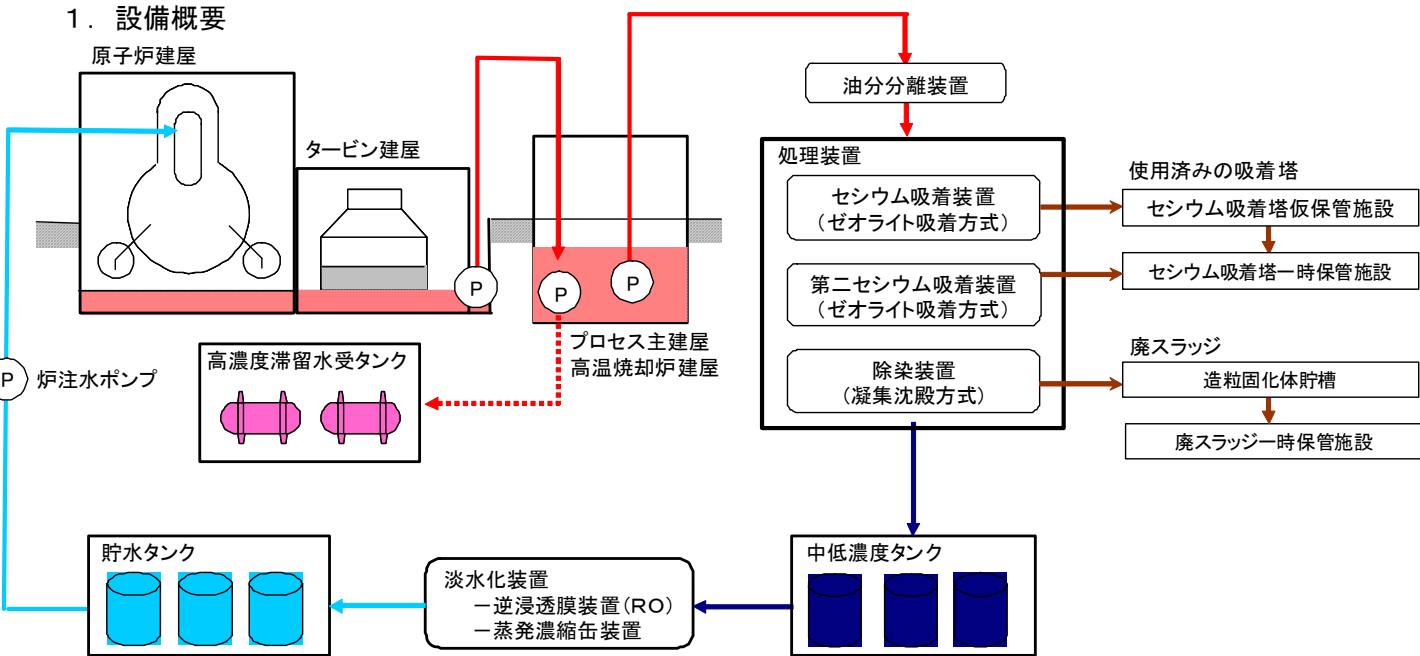 １．設備概要
原子炉建屋
タービン建屋
P
P
P
プロセス主建屋
高温焼却炉建屋
高濃度滞留水受タンク
P
炉注水ポンプ
油分分離装置
処理装置
セシウム吸着装置
（ゼオライト吸着方式）
第二セシウム吸着装置
（ゼオライト吸着方式）
除染装置
（凝集沈殿方式）
使用済みの吸着塔
セシウム吸着塔仮保管施設
セシウム吸着塔一時保管施設
廃スラッジ
造粒固化体貯槽
廃スラッジ一時保管施設
貯水タンク
淡水化装置
－逆浸透膜装置（ＲＯ）
－蒸発濃縮缶装置
中低濃度タンク